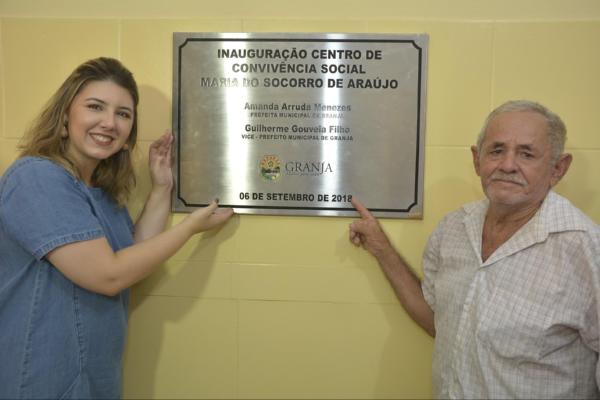 INAUGURAÇÃO CENTRO DE
CONVIVÊNCIA SOCIAL
MARIA DO SOCORRO DE ARAÚJO
Amanda Arruda Menezes
PREFEITA MUNICIPAL DE GRANJA
Guilherme Gouveia Filho
VICE - PREFEITO MUNICIPAL DE GRANJA
GRANJA
06 DE SETEMBRO DE 2018